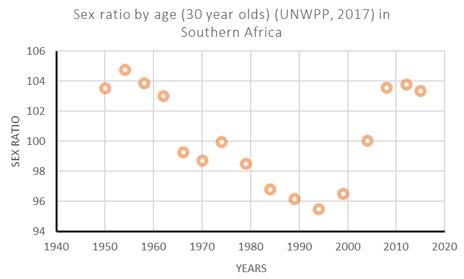 Sex ratio by age (30 year olds) (UNWPP, 2017) in
Southern Africa
106
104
102
100
98
96
94
SEX RATIO
1940 1950 1960 1970 1980 1990 2000 2010 2020
YEARS